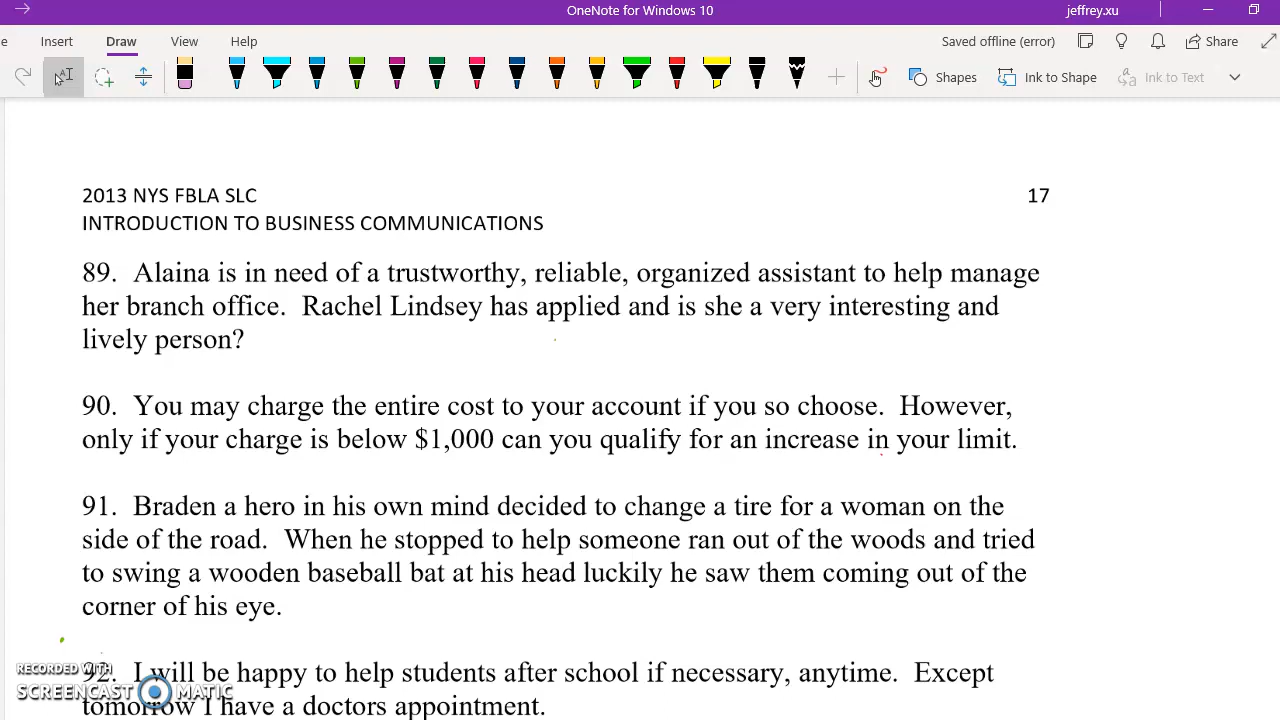 OneNote for Windows 10
jeffrey.xu
e Insert Draw View Help
Saved offline (error)
Share
Shapes
Ink to Shape
Ink to Text
2013 NYS FBLA SLC 17
INTRODUCTION TO BUSINESS COMMUNICATIONS
89. Alaina is in need of a trustworthy, reliable, organized assistant to help manage
her branch office. Rachel Lindsey has applied and is she a very interesting and
lively person?
90. You may charge the entire cost to your account if you so choose. However,
only if your charge is below $1,000 can you qualify for an increase in your limit.
91. Braden a hero in his own mind decided to change a tire for a woman on the
side of the road. When he stopped to help someone ran out of the woods and tried
to swing a wooden baseball bat at his head luckily he saw them coming out of the
corner of his eye.
92. I will be happy to help students after school if necessary, anytime. Except
tomorrow I have a doctors appointment.
RECORDED WITH
SCREENCAST MATIC